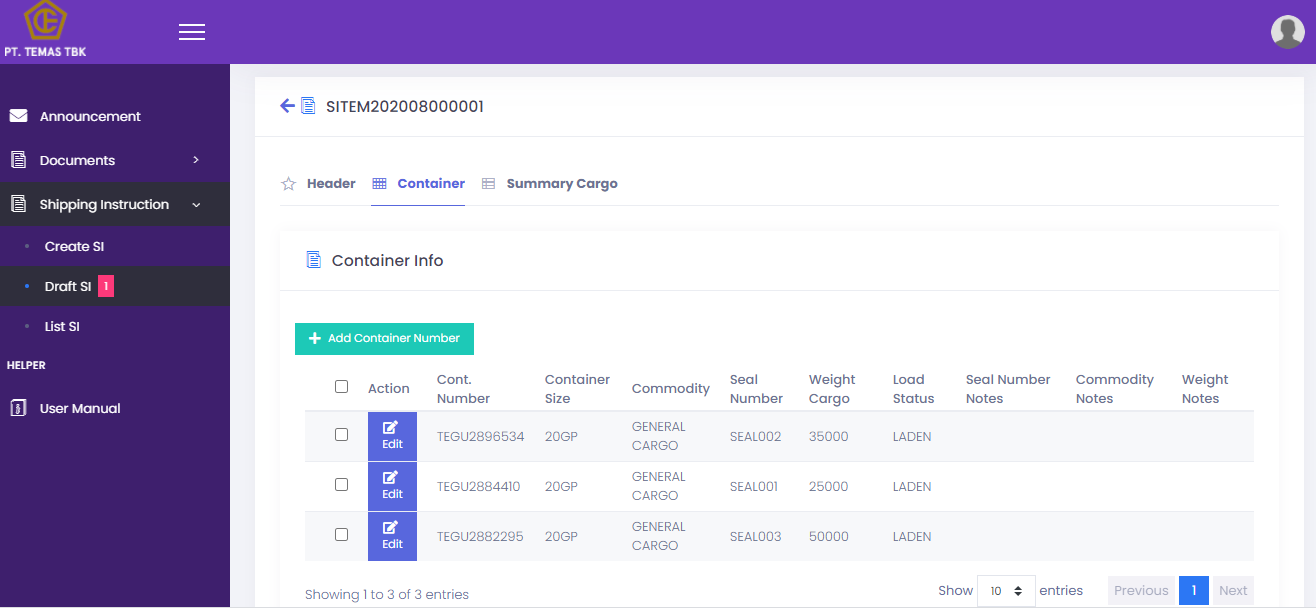 PT. TEMAS TBK
Announcement
Documents
Shipping Instruction
Create SI
Draft SI 1
List SI
HELPER
User Manual
SITEM202008000001
Header Container Summary Cargo
Container Info
Add Container Number
Action Cont. Number Container Size Commodity Seal Number Weight Cargo Load Status Seal Number Notes Commodity Notes Weight Notes
Edit TEGU2896534 20GP GENERAL CARGO SEAL002 35000 LADEN
Edit TEGU2884410 20GP GENERAL CARGO SEAL001 25000 LADEN
Edit TEGU2882295 20GP GENERAL CARGO SEAL003 50000 LADEN
Showing 1 to 3 of 3 entries
Show 10 entries Previous 1 Next